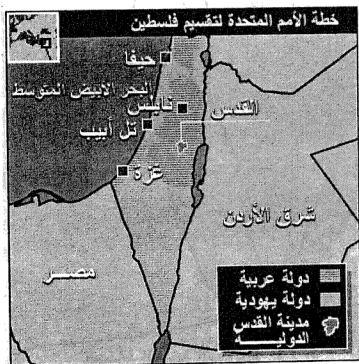 خطة الأمم المتحدة لتقسيم فلسطين
حيفا
البحر الأبيض المتوسط
نابلس
القدس
تل أبيب
غزة
شرق الأردن
مصر
دولة عربية
دولة يهودية
مدينة القدس
الدولية